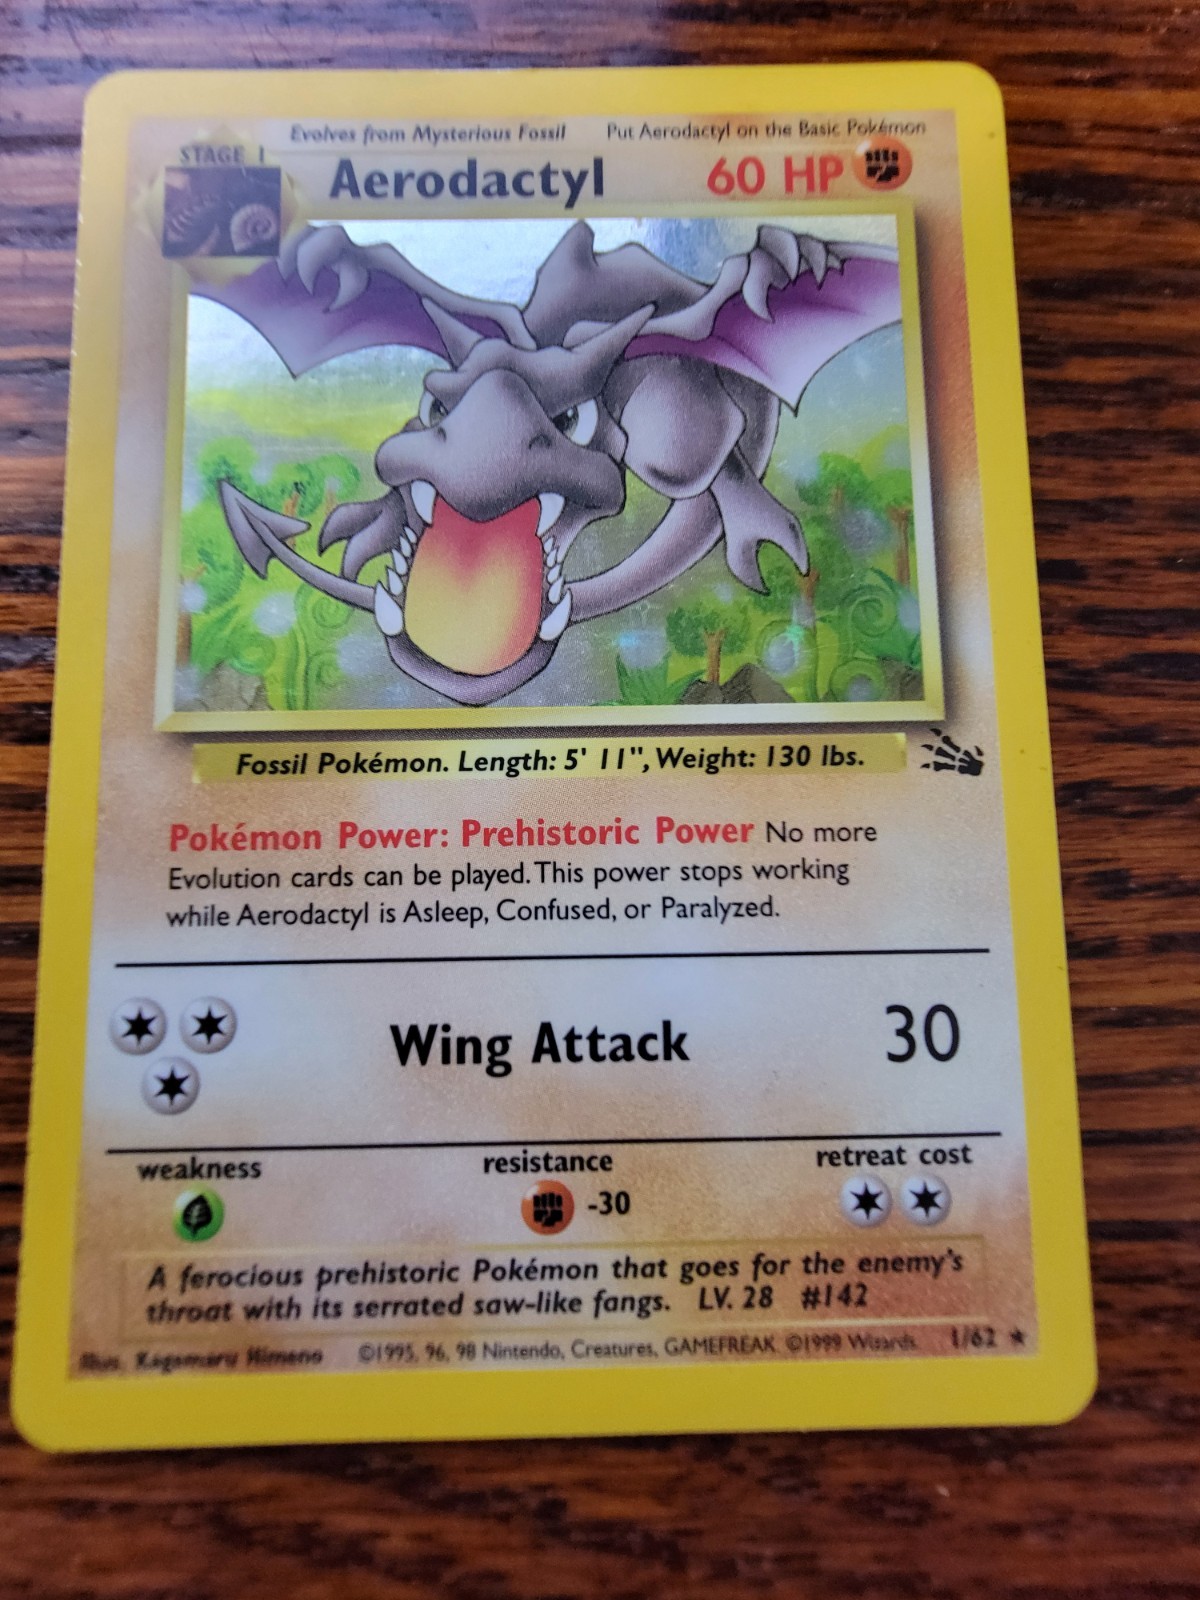 Evolves from Mysterious Fossil Put Aerodactyl on the Basic Pokémon
STAGE 1
Aerodactyl 60 HP
Fossil Pokémon. Length: 5' 11", Weight: 130 lbs.
Pokémon Power: Prehistoric Power No more
Evolution cards can be played. This power stops working
while Aerodactyl is Asleep, Confused, or Paralyzed.
Wing Attack 30
weakness resistance retreat cost
-30
A ferocious prehistoric Pokémon that goes for the enemy's
throat with its serrated saw-like fangs. LV. 28 #142
Illus. Kagemaru Himeno ©1995, 96, 98 Nintendo, Creatures, GAMEFREAK. ©1999 Wizards. 1/62